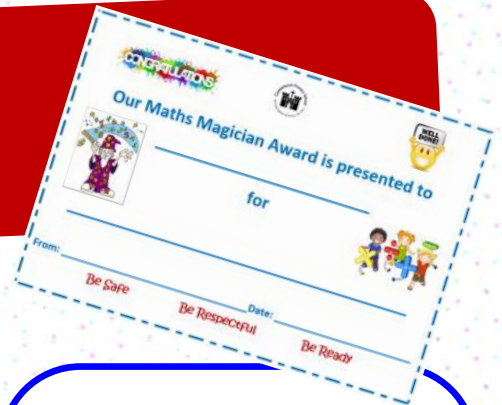 CONGRATULATIONS
WELL
DONE!
Our Maths Magician Award is presented to
for
From:
Date:
Be Safe
Be Respectful
Be Ready